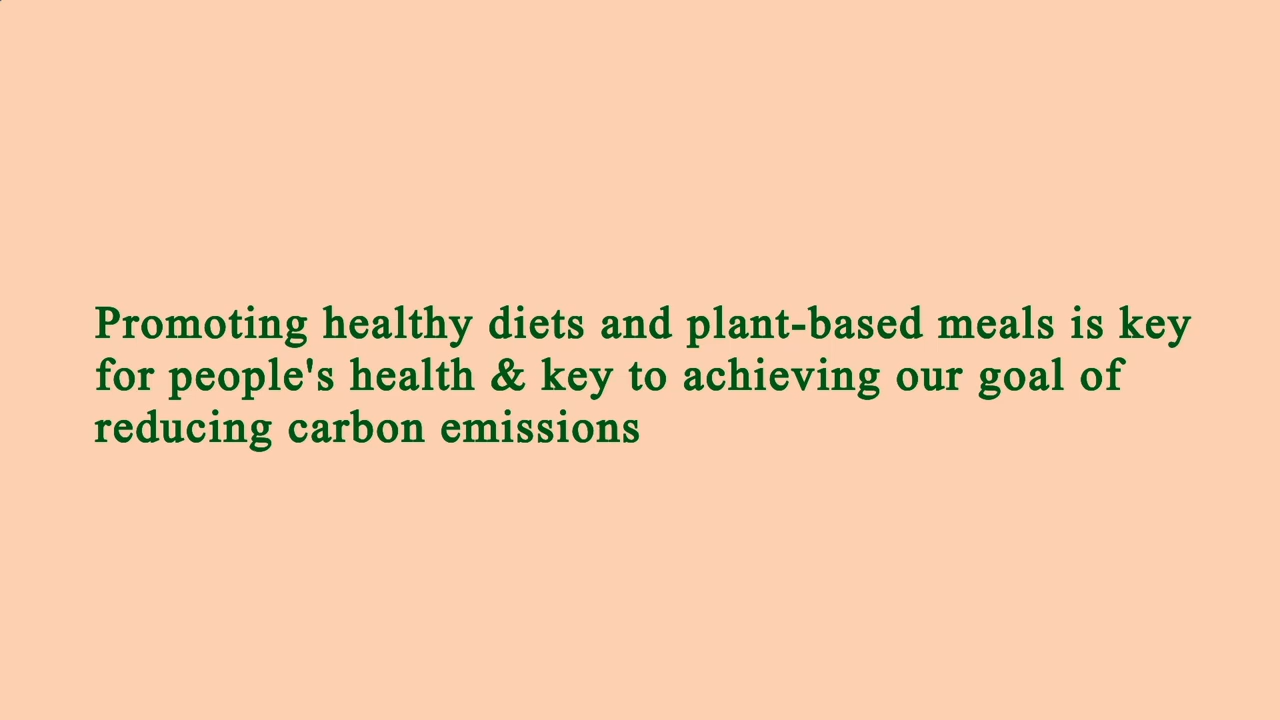 Promoting healthy diets and plant-based meals is key
for people's health & key to achieving our goal of
reducing carbon emissions